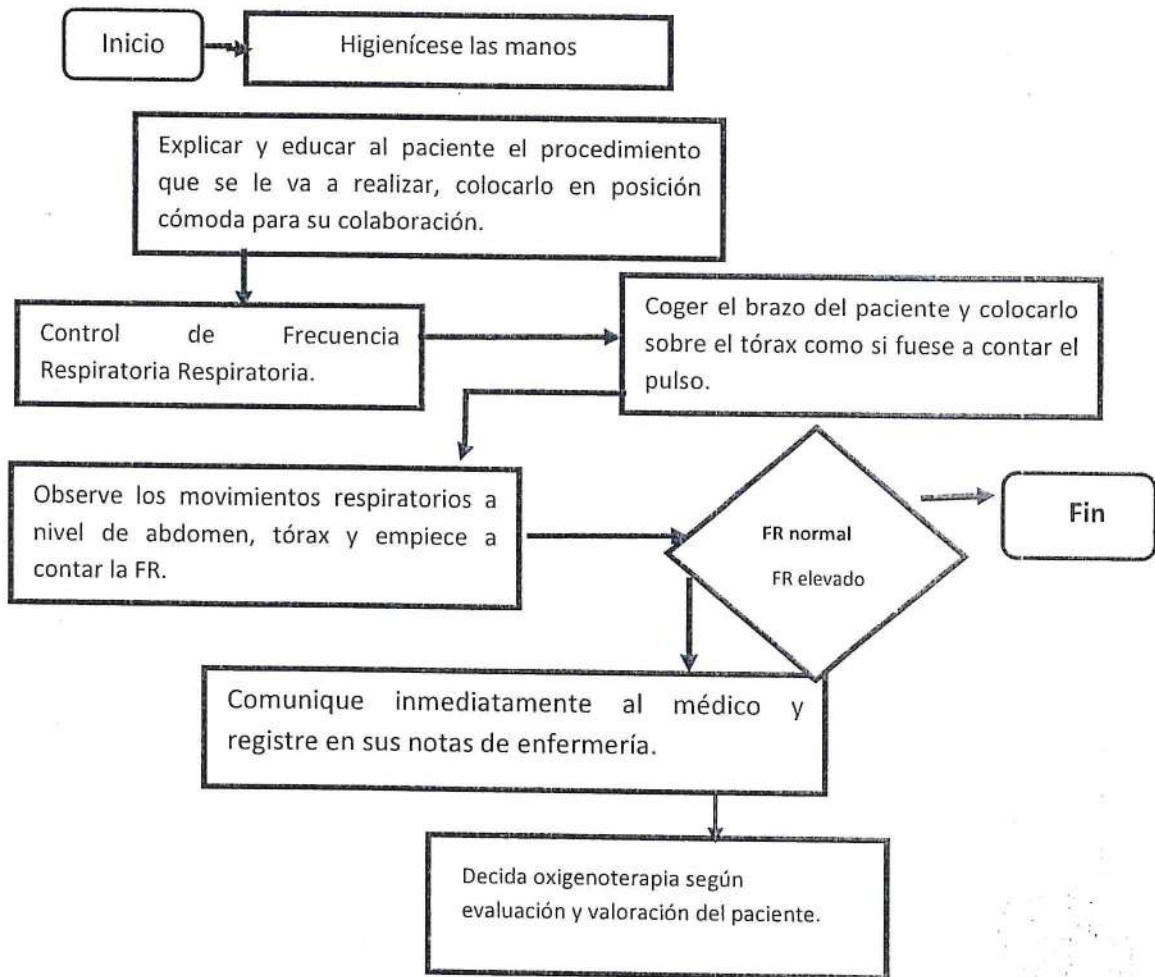 Inicio
Higienícese las manos
Explicar y educar al paciente el procedimiento
que se le va a realizar, colocarlo en posición
cómoda para su colaboración.
Control de Frecuencia
Respiratoria Respiratoria.
Coger el brazo del paciente y colocarlo
sobre el tórax como si fuese a contar el
pulso.
Observe los movimientos respiratorios a
nivel de abdomen, tórax y empiece a
contar la FR.
FR normal
FR elevado
Fin
Comunique inmediatamente al médico y
registre en sus notas de enfermería.
Decida oxigenoterapia según
evaluación y valoración del paciente.